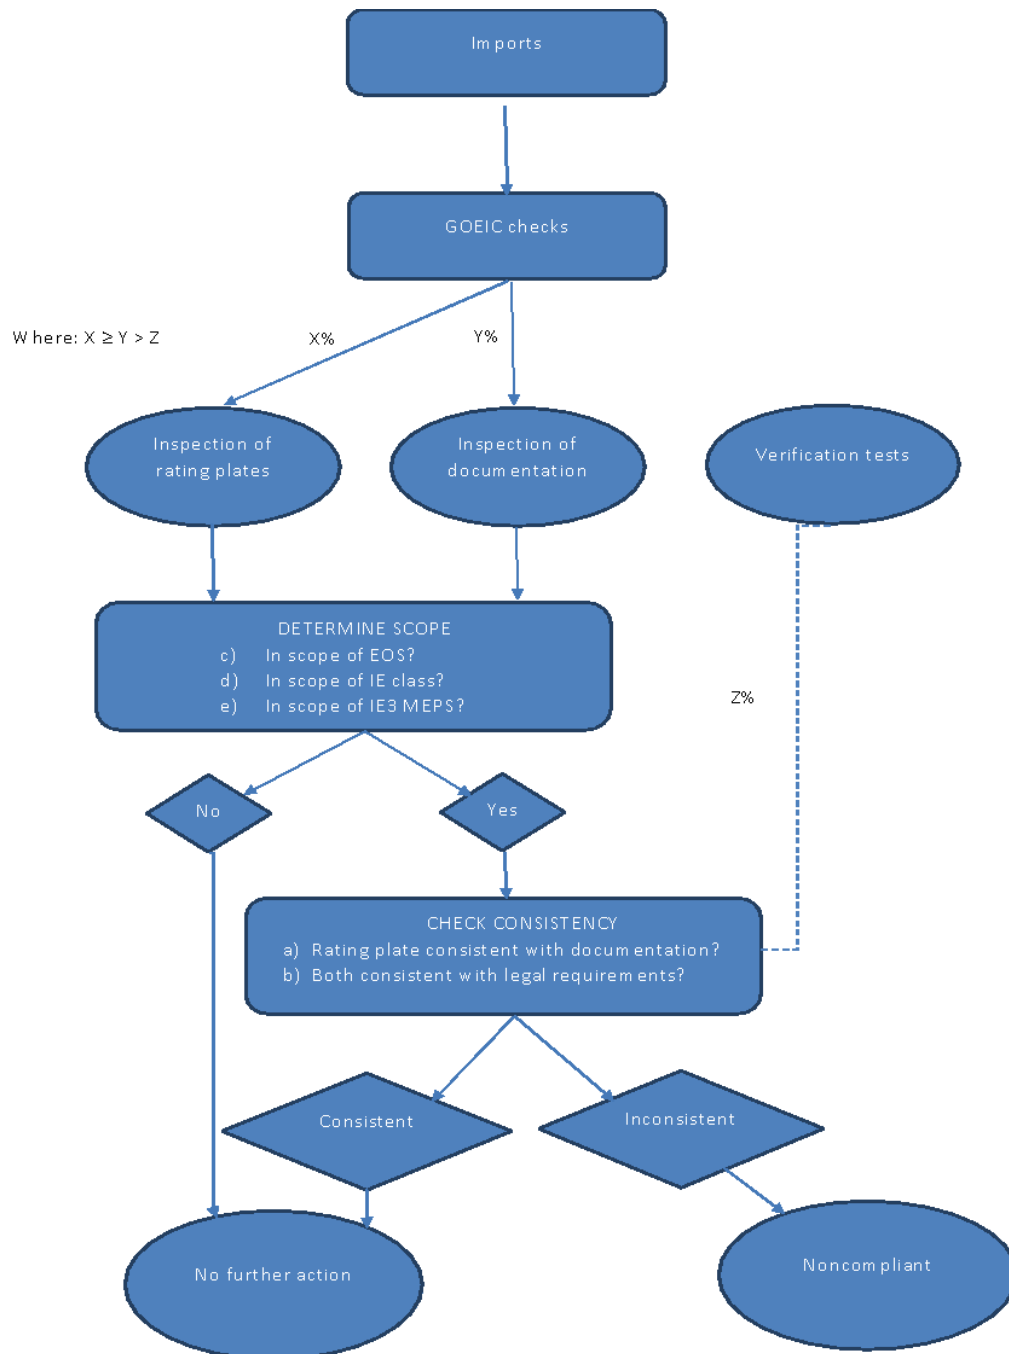 Imports
GOEIC checks
Where: X ≥ Y > Z
X%
Y%
Inspection of
rating plates
Inspection of
documentation
Verification tests
DETERMINE SCOPE
c) In scope of EOS?
d) In scope of IE class?
e) In scope of IE3 MEPS?
Z%
No
Yes
CHECK CONSISTENCY
a) Rating plate consistent with documentation?
b) Both consistent with legal requirements?
Consistent
Inconsistent
No further action
Noncompliant